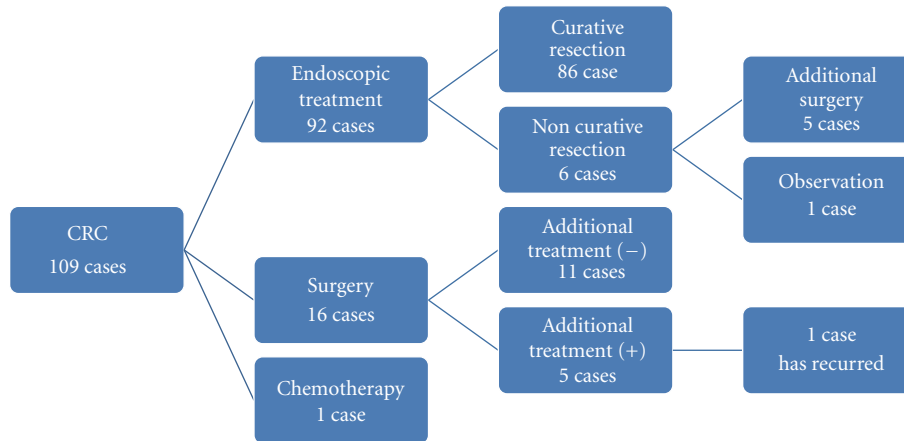 CRC
109 cases
Endoscopic
treatment
92 cases
Surgery
16 cases
Chemotherapy
1 case
Curative
resection
86 case
Non curative
resection
6 cases
Additional
treatment (−)
11 cases
Additional
treatment (+)
5 cases
Additional
surgery
5 cases
Observation
1 case
1 case
has recurred